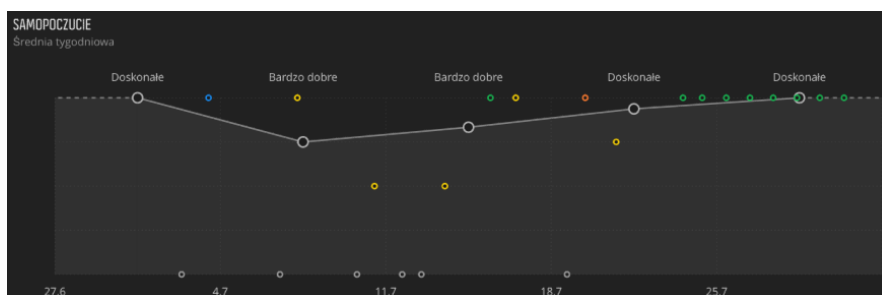 SAMOPOCZUCIE
Średnia tygodniowa
Doskonałe Bardzo dobre Bardzo dobre Doskonałe Doskonałe
27.6 4.7 11.7 18.7 25.7